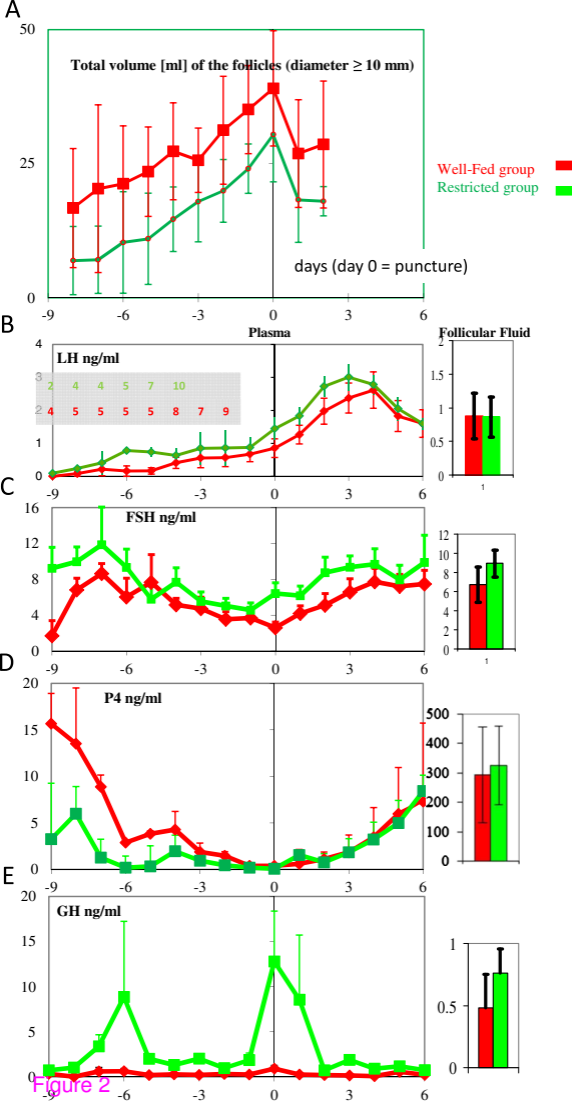 A
50
Total volume [ml] of the follicles (diameter ≥ 10 mm)
25
Well-Fed group
Restricted group
days (day 0 = puncture)
0
-9 -6 -3 0 3 6
B Plasma Follicular Fluid
4 2
LH ng/ml
3 1.5
2 4 4 5 7 10
2 1
4 5 5 5 5 8 7 9
1 0.5
0 0
-9 -6 -3 0 3 6 1
C
16
FSH ng/ml
12 12
10
8 8
6
4 4
2
0 0
-9 -6 -3 0 3 6 1
D
20
P4 ng/ml
15 500
400
10 300
200
5 100
0 0
-9 -6 -3 0 3 6
E
20
GH ng/ml
15 1
10
0.5
5
0 0
Figure 2
-9 -6 -3 0 3 6